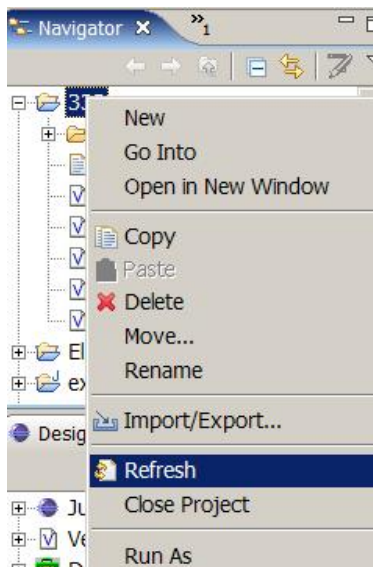 Navigator
»1
33
New
Go Into
Open in New Window
Copy
Paste
Delete
Move...
Rename
El
ex
Import/Export...
Desig
Refresh
Close Project
Ju
Ve
Run As